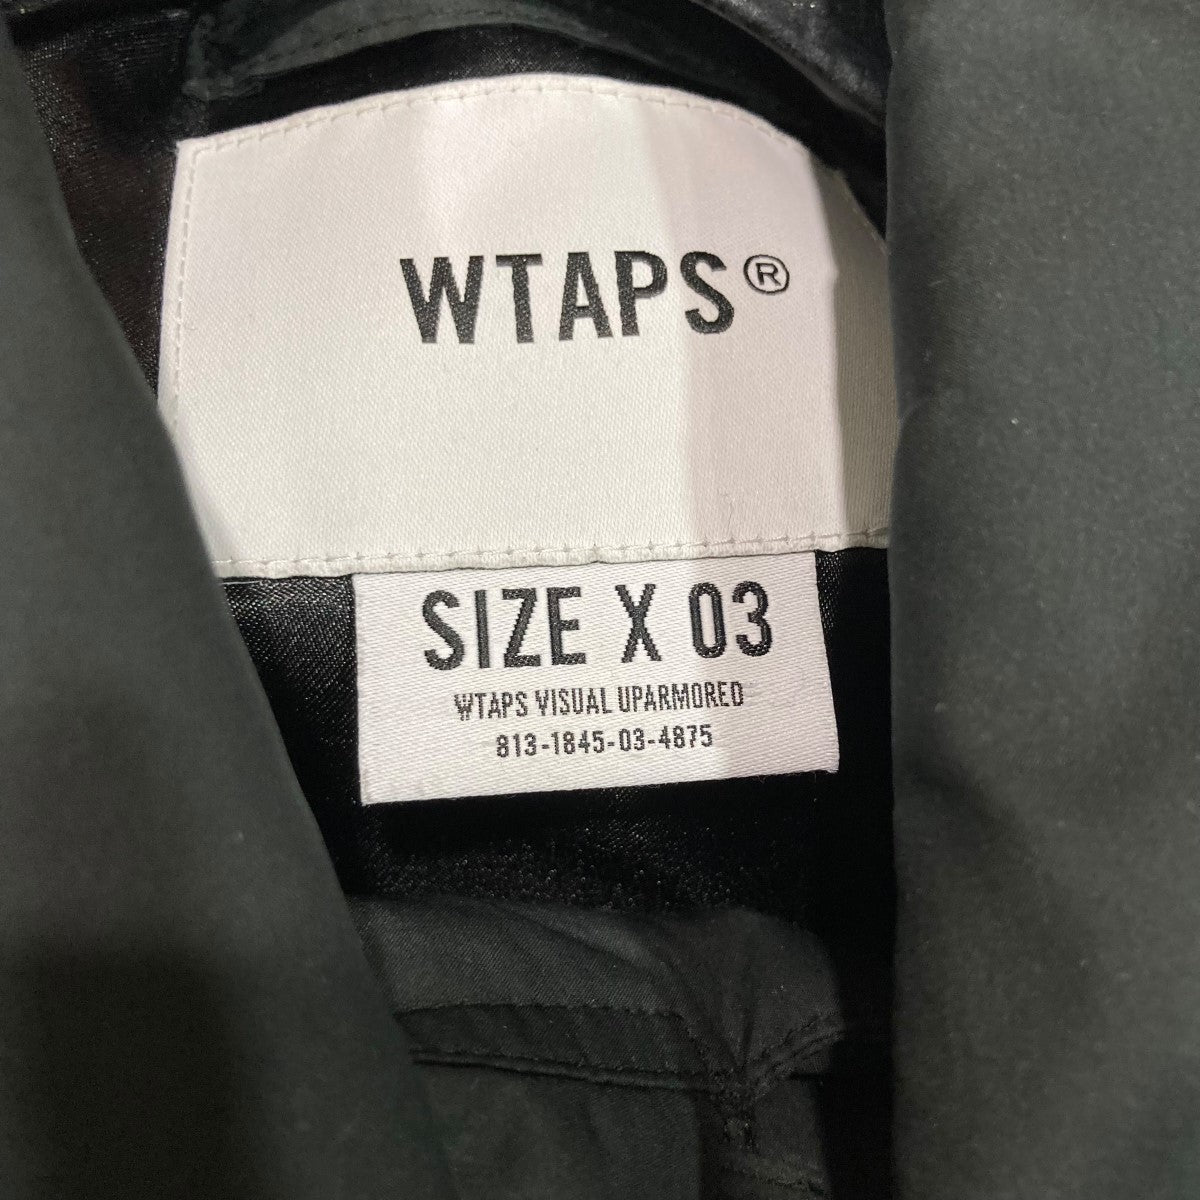 WTAPS®
SIZE X 03
WTAPS VISUAL UPARMORED
813-1845-03-4875